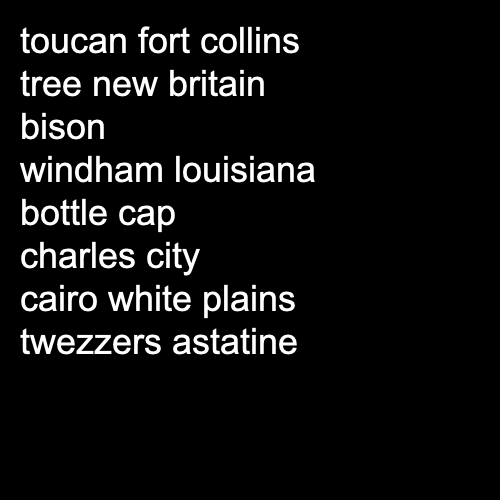 toucan fort collins
tree new britain
bison
windham louisiana
bottle cap
charles city
cairo white plains
twezzers astatine